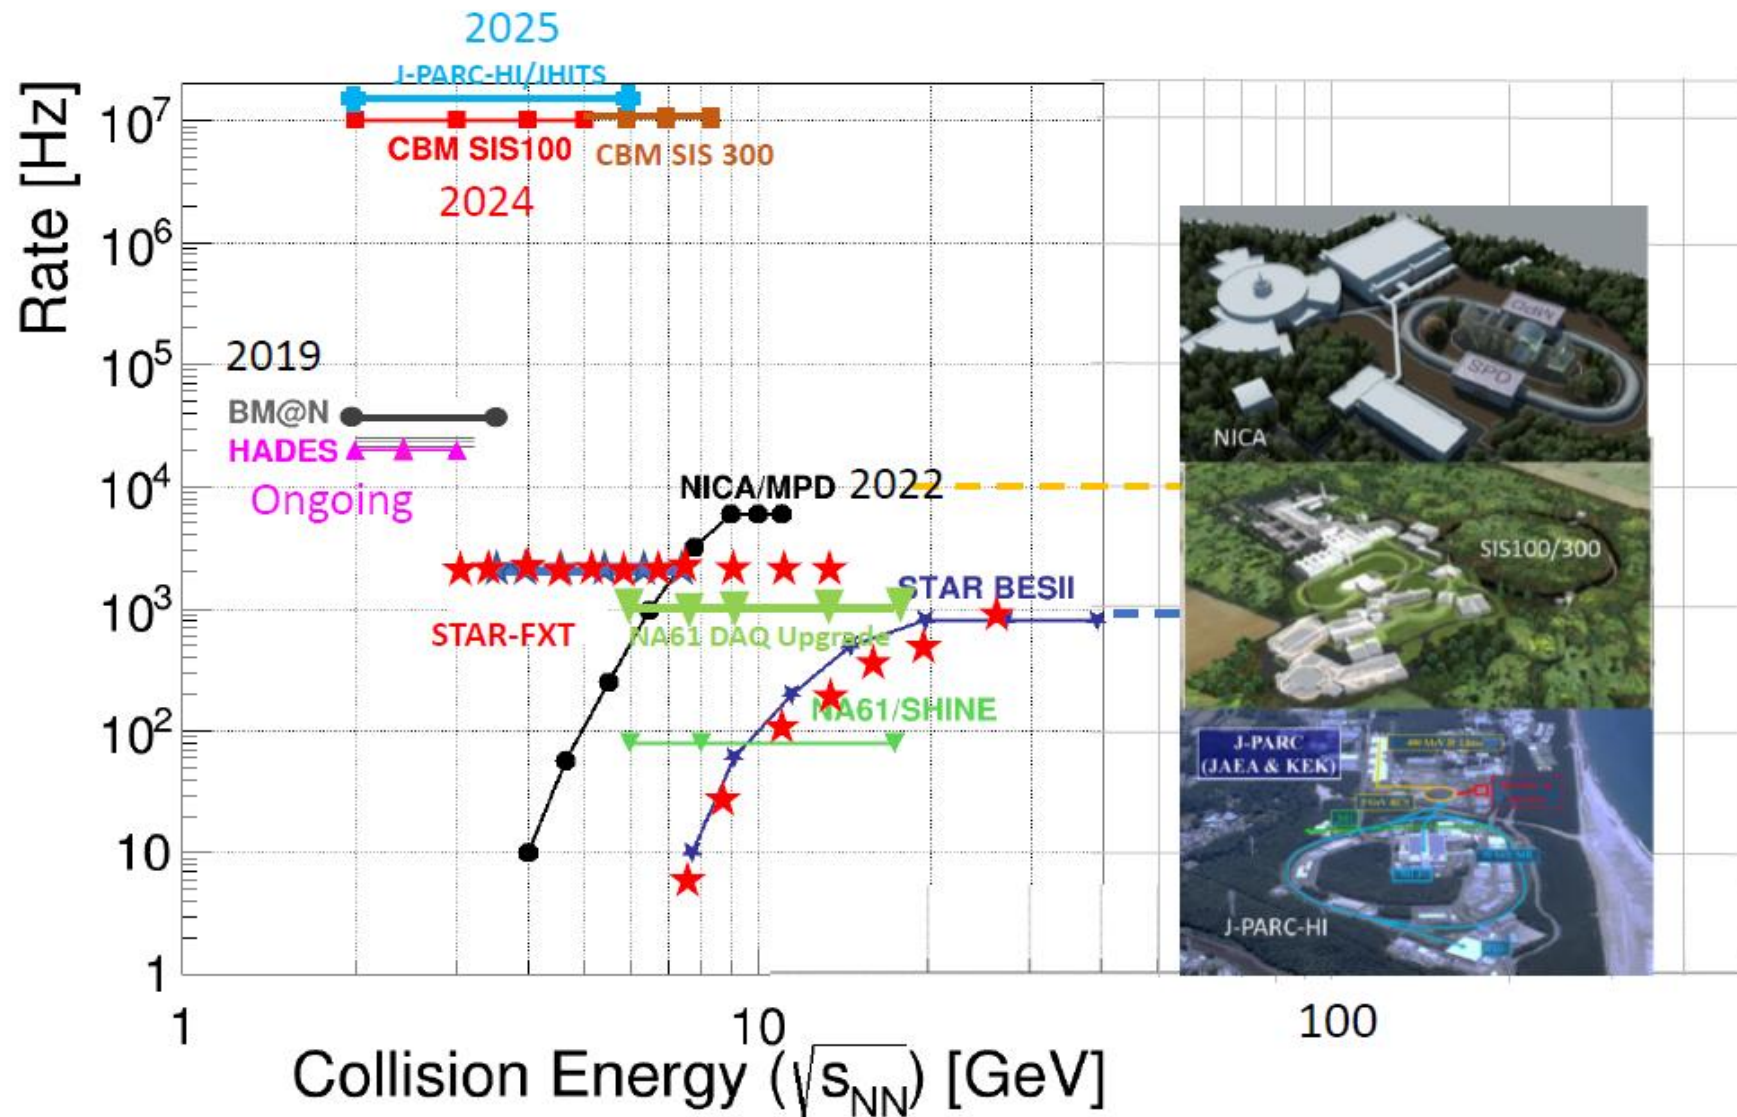 2025
J-PARC-HI/JHITS
CBM SIS100
CBM SIS 300
2024
Rate [Hz]
10⁷
10⁶
10⁵
10⁴
10³
10²
10
1
2019
BM@N
HADES
Ongoing
NICA/MPD 2022
STAR-FXT
NA61 DAQ Upgrade
STAR BESII
NA61/SHINE
NICA
MPD
SPD
SIS100/300
J-PARC
(JAEA & KEK)
J-PARC-HI
1
10
100
Collision Energy (√sNN) [GeV]